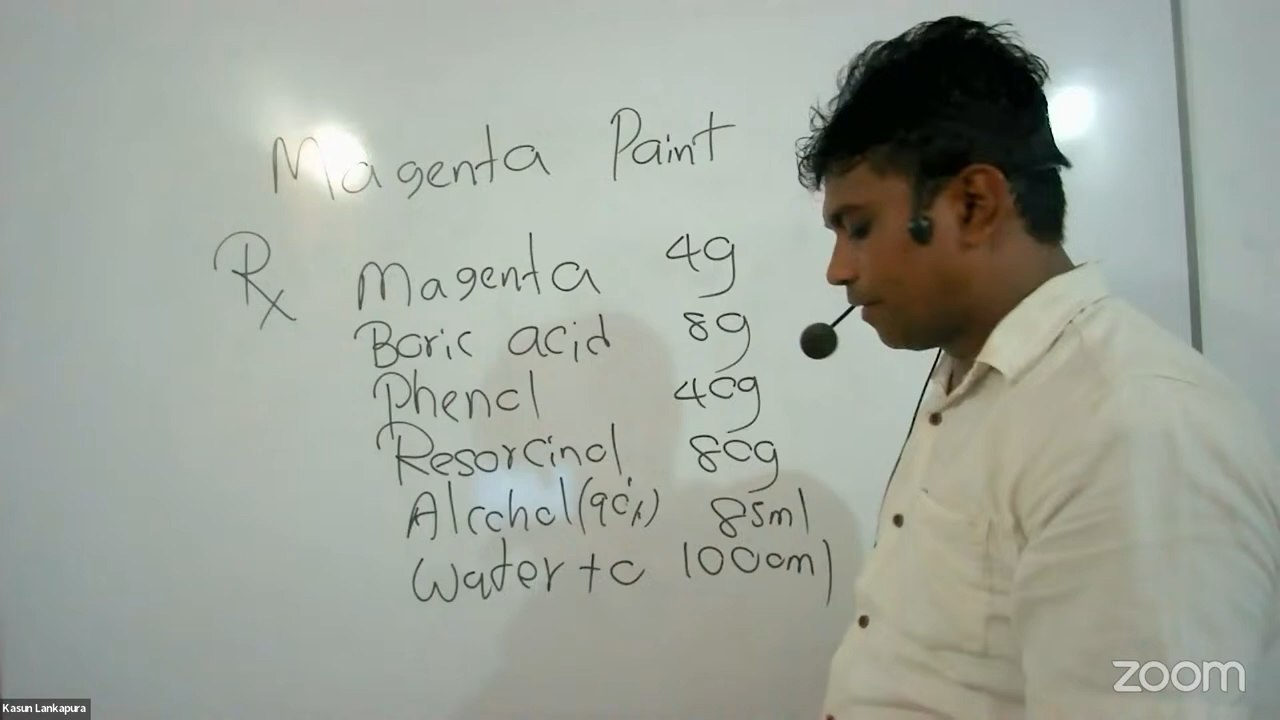 Magenta Paint
Rx Magenta 4g
Boric acid 8g
Phenol 40g
Resorcinol 80g
Alcohol (90%) 85ml
Water to 1000ml
zoom
Kasun Lankapura